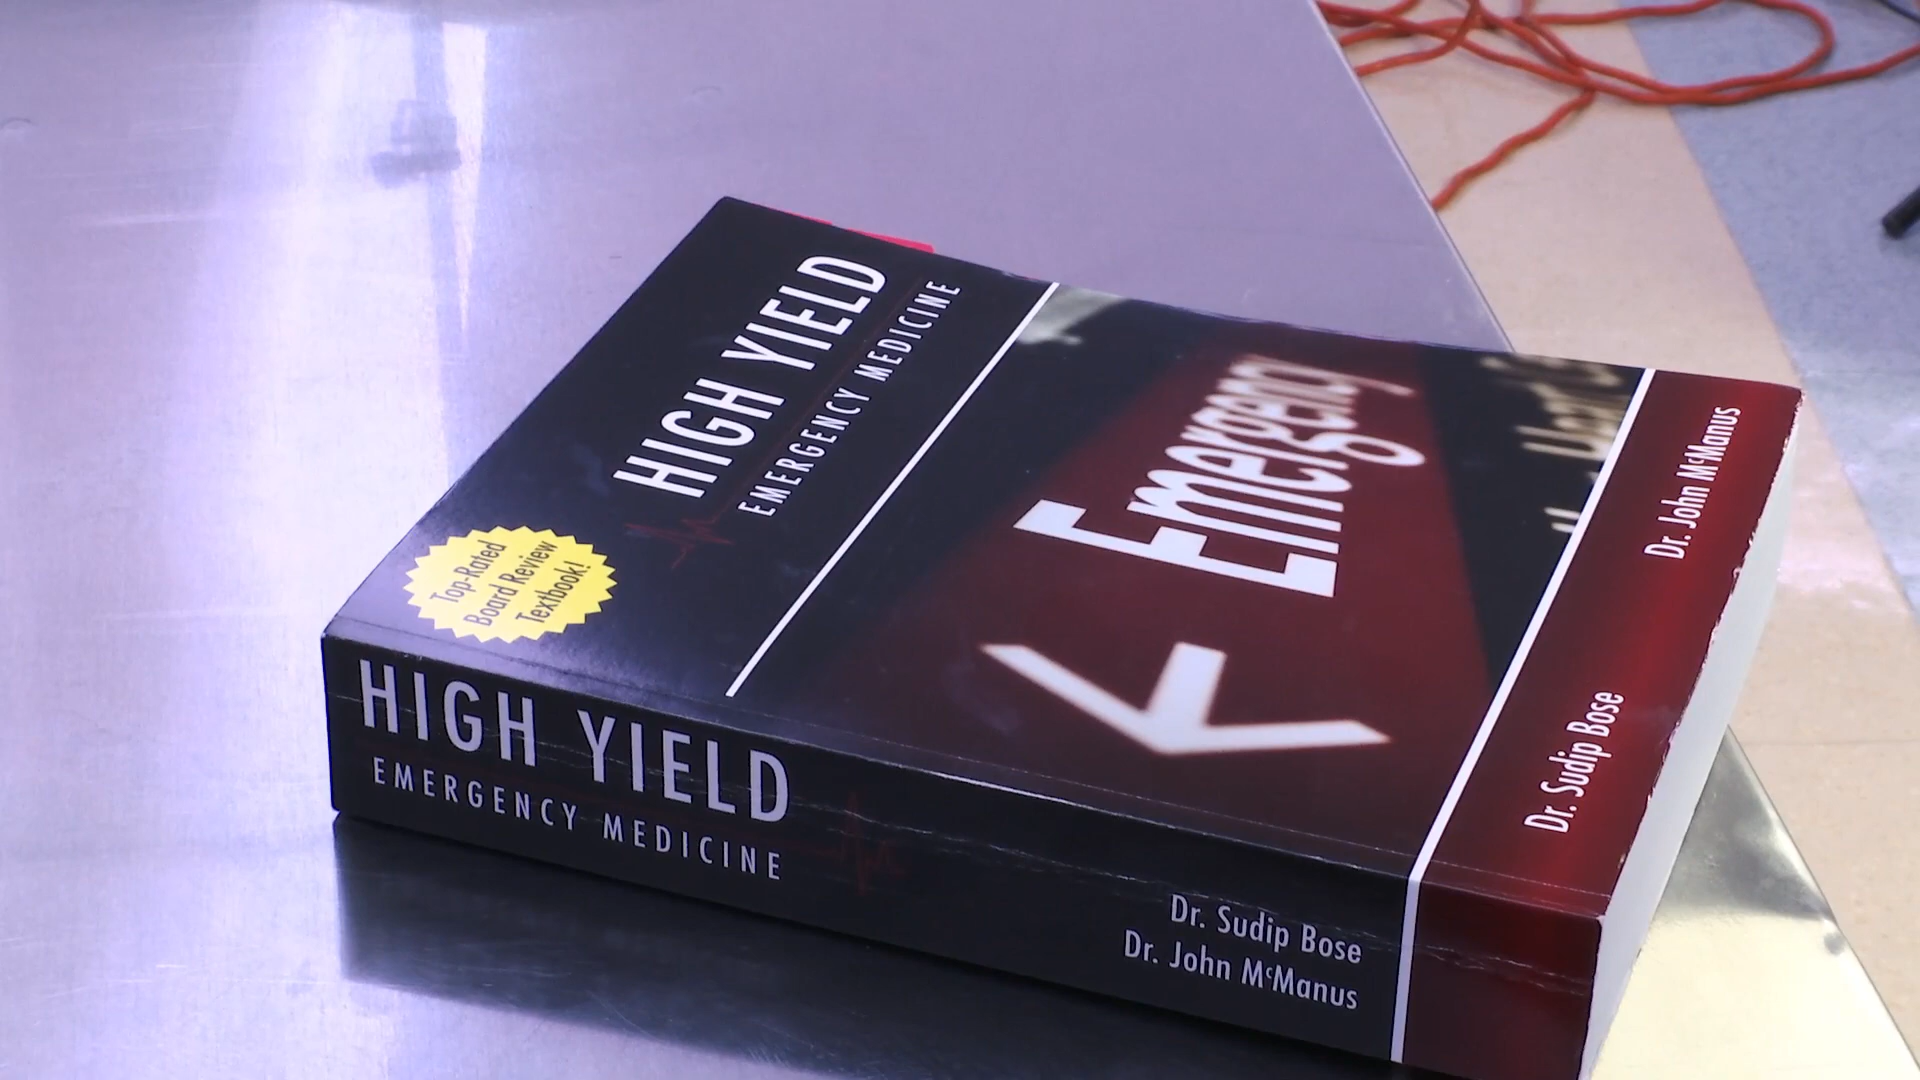 HIGH YIELD
EMERGENCY MEDICINE
Top-Rated
Board Review
Textbook!
Emergency
Dr. Sudip Bose
Dr. John McManus
HIGH YIELD
EMERGENCY MEDICINE
Dr. Sudip Bose
Dr. John McManus